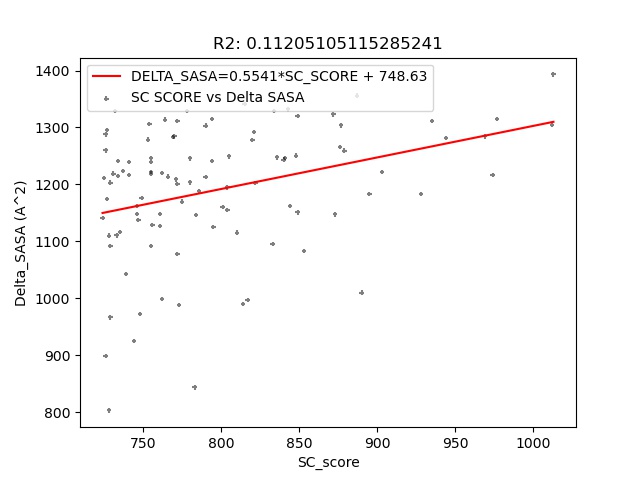 R2: 0.11205105115285241
DELTA_SASA=0.5541*SC_SCORE + 748.63
SC SCORE vs Delta SASA
1400
1300
1200
1100
1000
900
800
Delta_SASA (A^2)
750 800 850 900 950 1000
SC_score